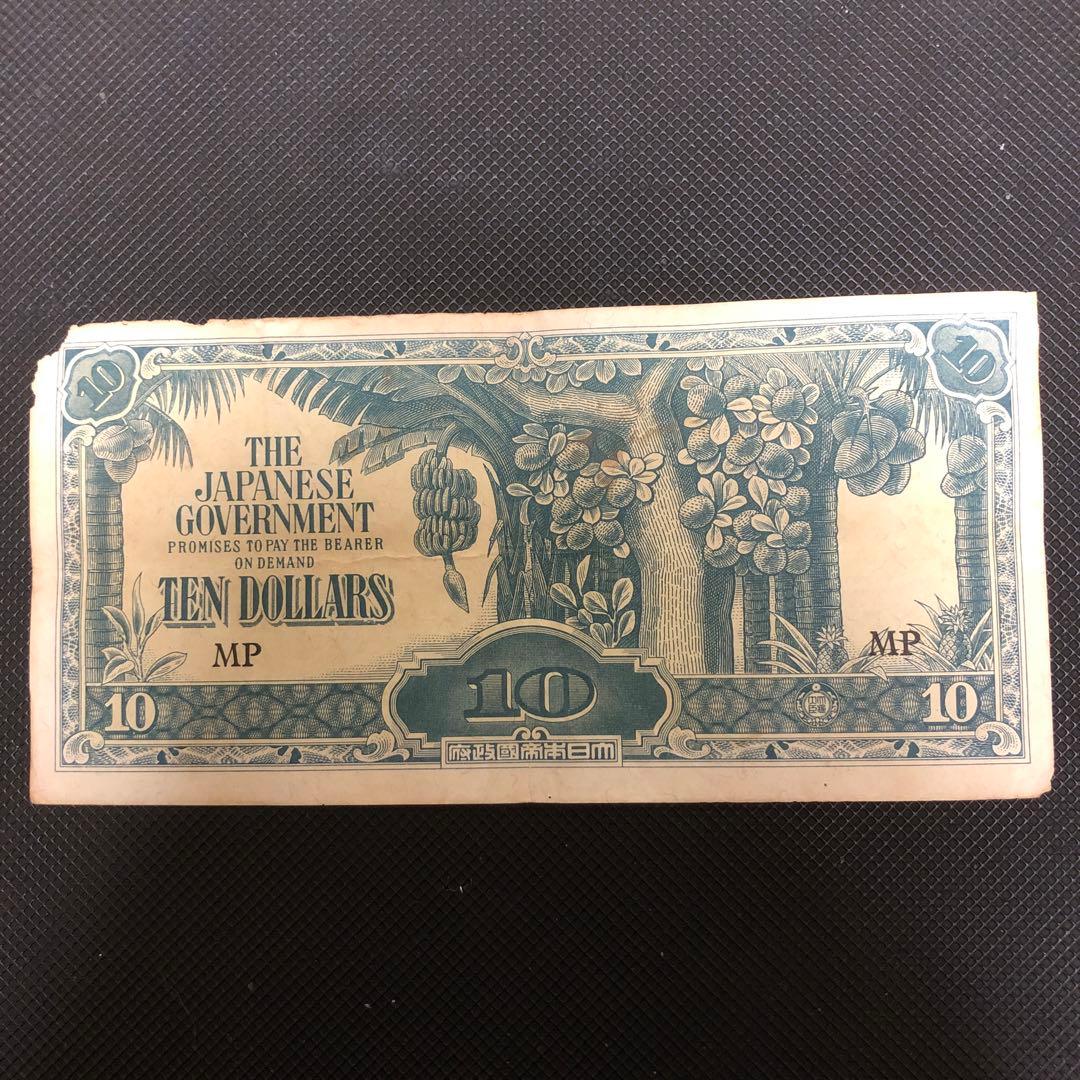 10
10
THE
JAPANESE
GOVERNMENT
PROMISES TO PAY THE BEARER
ON DEMAND
TEN DOLLARS
MP
MP
10
10
10
府政國帝本日大